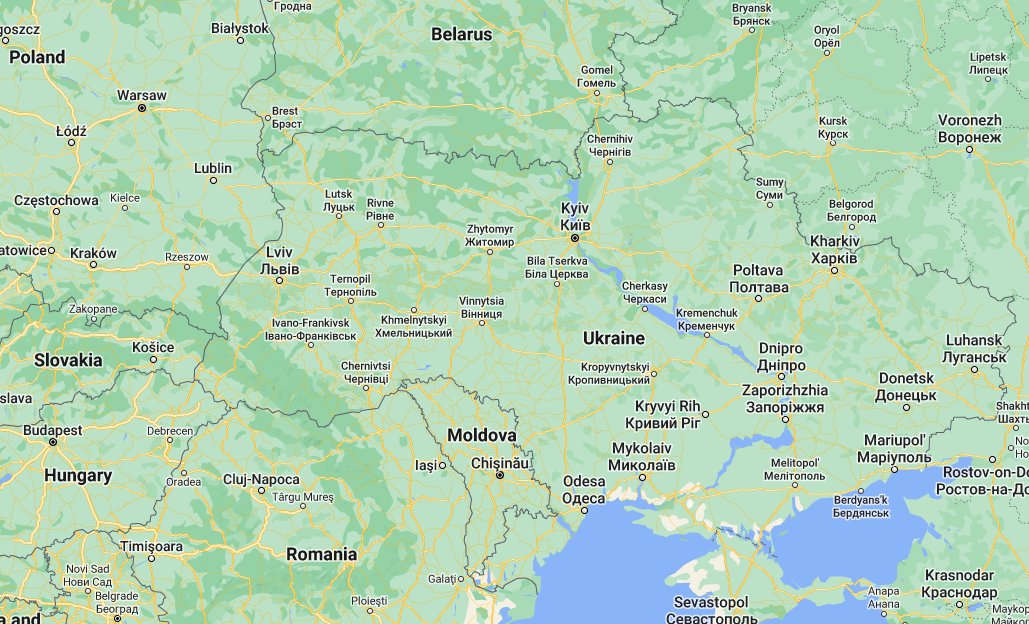 Гродна
goszcz
Białystok
Poland
Belarus
Bryansk
Брянск
Oryol
Орёл
Lipetsk
Липецк
Warsaw
Gomel
Гомель
Brest
Брэст
Łódź
Kursk
Курск
Voronezh
Воронеж
Chernihiv
Чернігів
Lublin
Kielce
Częstochowa
Lutsk
Луцьк
Rivne
Рівне
Sumy
Суми
Kyiv
Київ
Belgorod
Белгород
Zhytomyr
Житомир
atowice
Kraków
Rzeszow
Lviv
Львів
Bila Tserkva
Біла Церква
Kharkiv
Харків
Ternopil
Тернопіль
Poltava
Полтава
Cherkasy
Черкаси
Zakopane
Vinnytsia
Вінниця
Khmelnytskyi
Хмельницький
Kremenchuk
Кременчук
Ivano-Frankivsk
Івано-Франківськ
Ukraine
Slovakia
Košice
Luhansk
Луганськ
Dnipro
Дніпро
Chernivtsi
Чернівці
Kropyvnytskyi
Кропивницький
Donetsk
Донецьк
Zaporizhzhia
Запоріжжя
slava
Kryvyi Rih
Кривий Ріг
Shakht
Шахты
Budapest
Debrecen
Moldova
Mariupol'
Маріуполь
Mykolaiv
Миколаїв
Iași
Chișinău
Melitopol'
Мелітополь
Rostov-on-Do
Ростов-на-До
Hungary
Oradea
Cluj-Napoca
Târgu Mureș
Odesa
Одеса
Berdyans'k
Бердянськ
Timișoara
Romania
Novi Sad
Нови Сад
Galați
Krasnodar
Краснодар
Belgrade
Београд
Ploiești
Sevastopol
Севастополь
Anapa
Анапа
Maykop